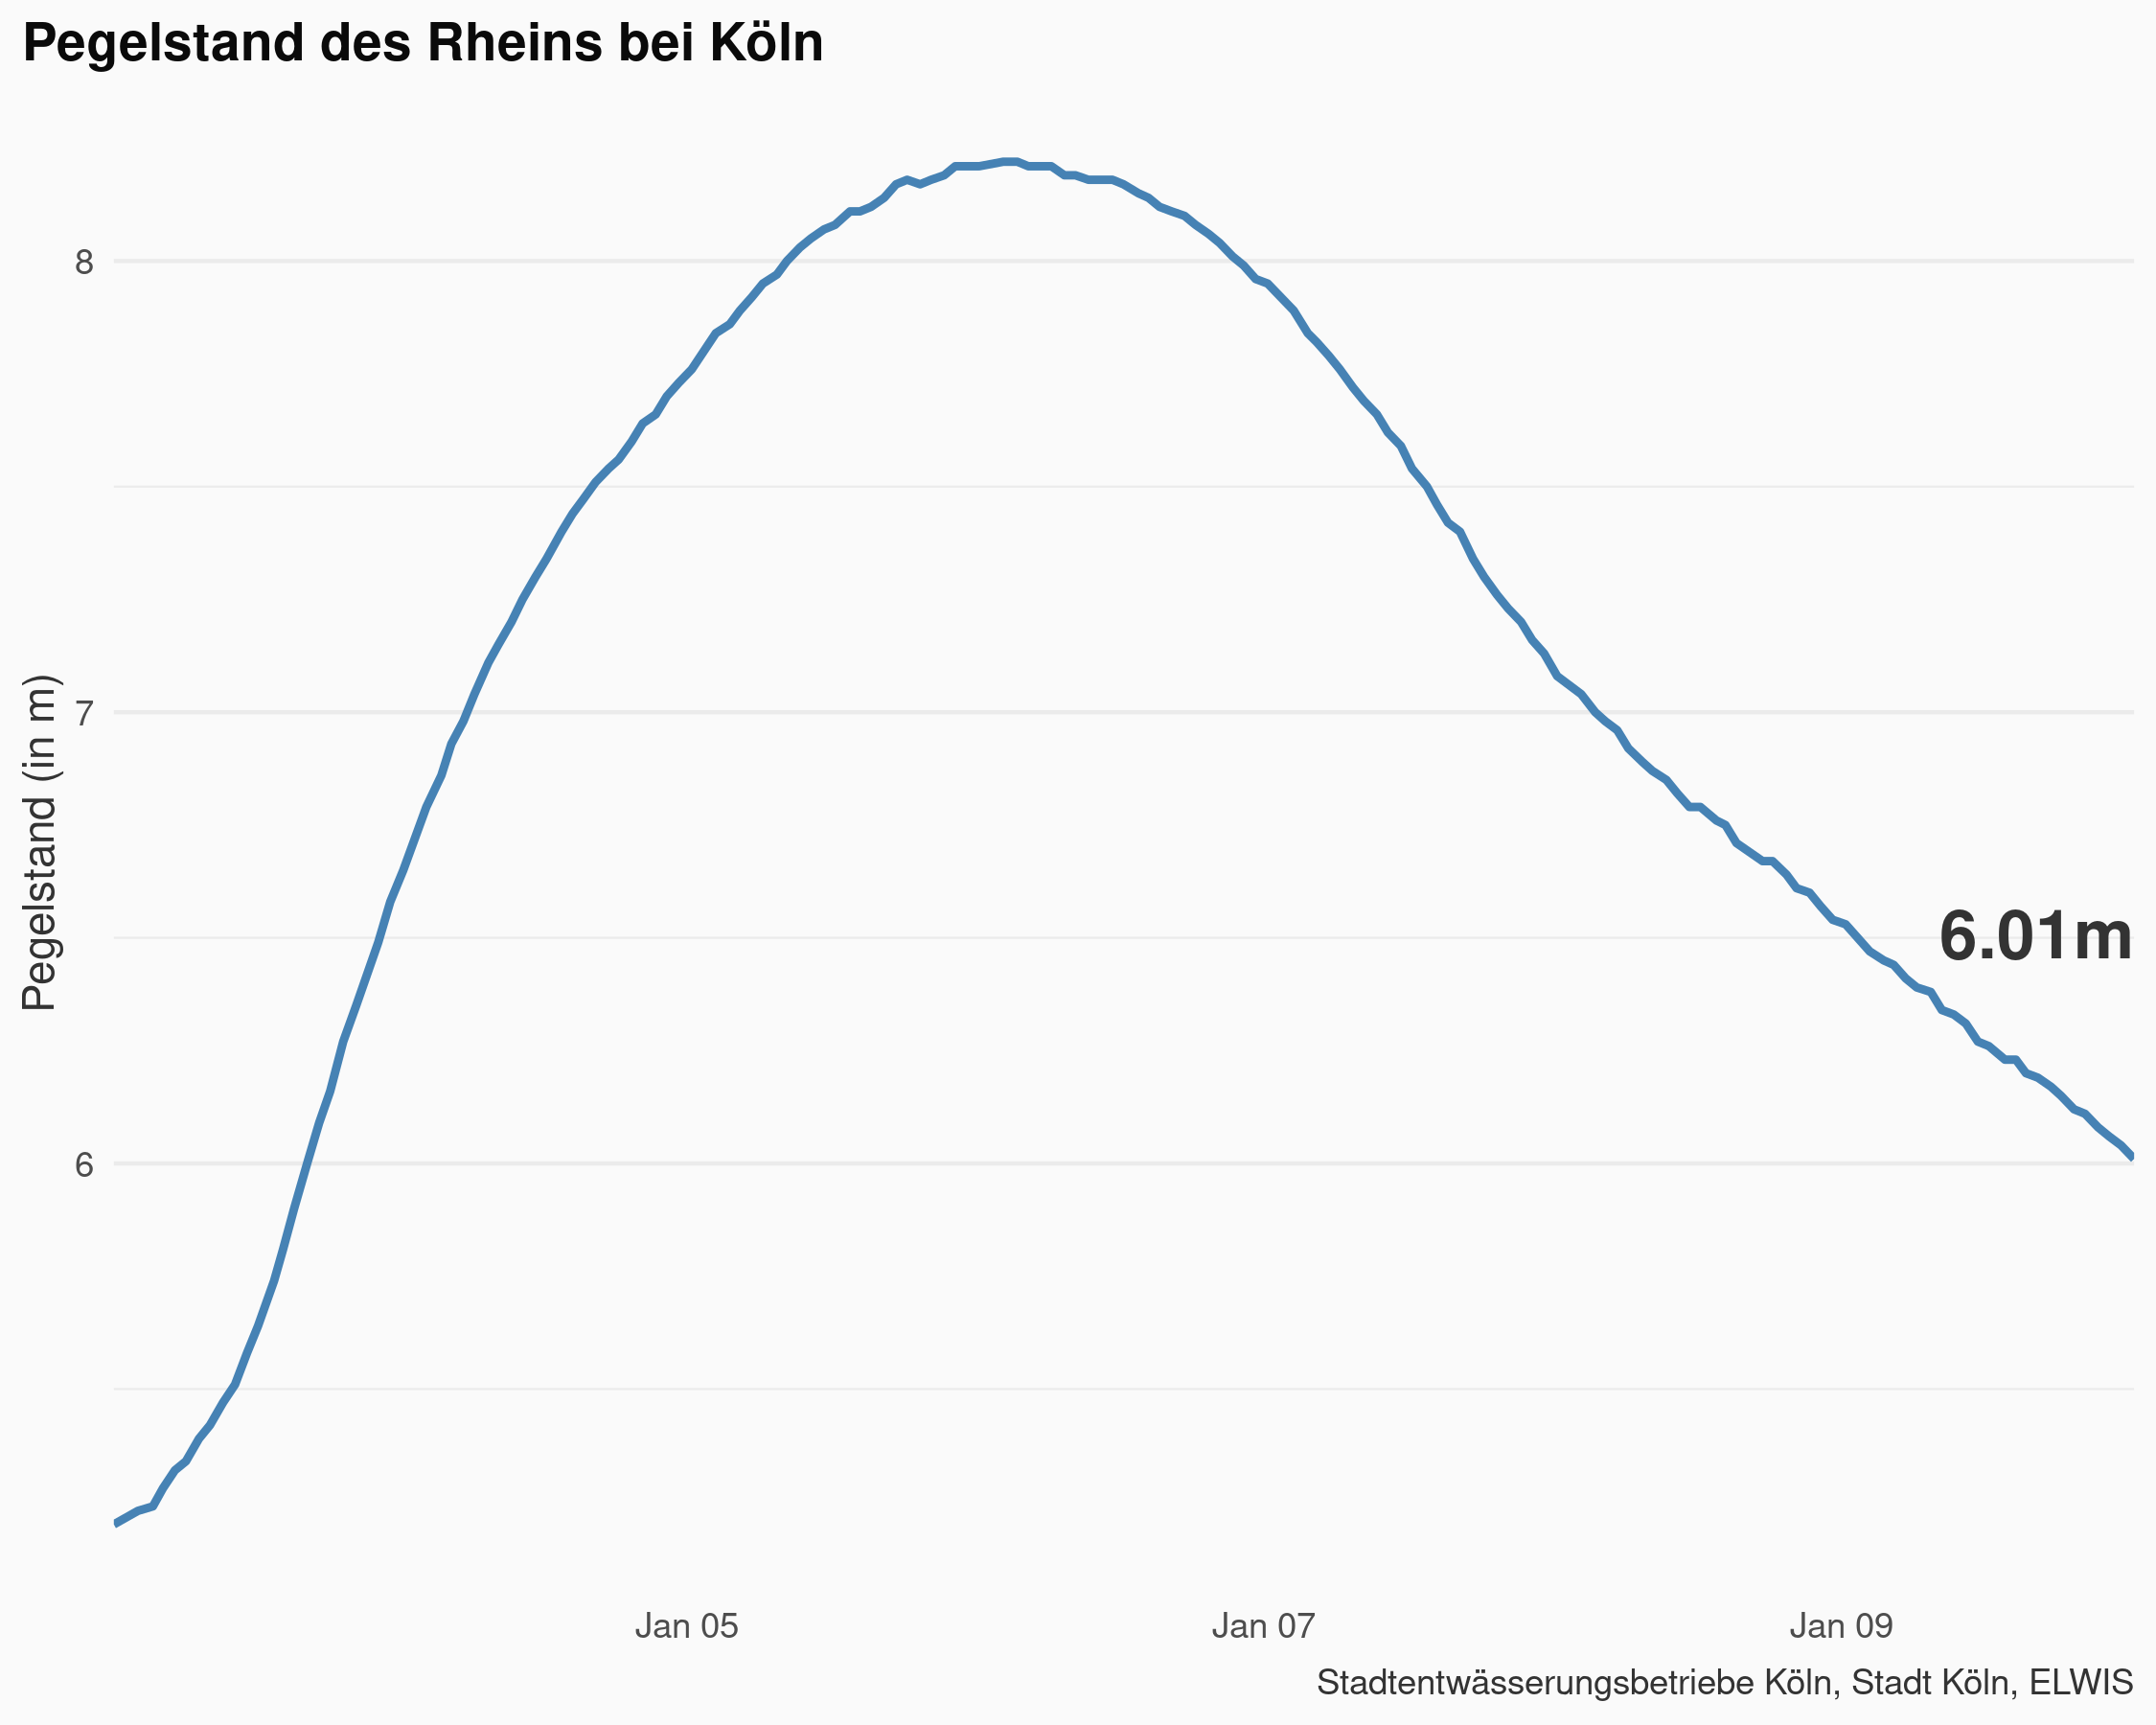 Pegelstand des Rheins bei Köln
Pegelstand (in m)
8
7
6
6.01m
Jan 05
Jan 07
Jan 09
Stadtentwässerungsbetriebe Köln, Stadt Köln, ELWIS